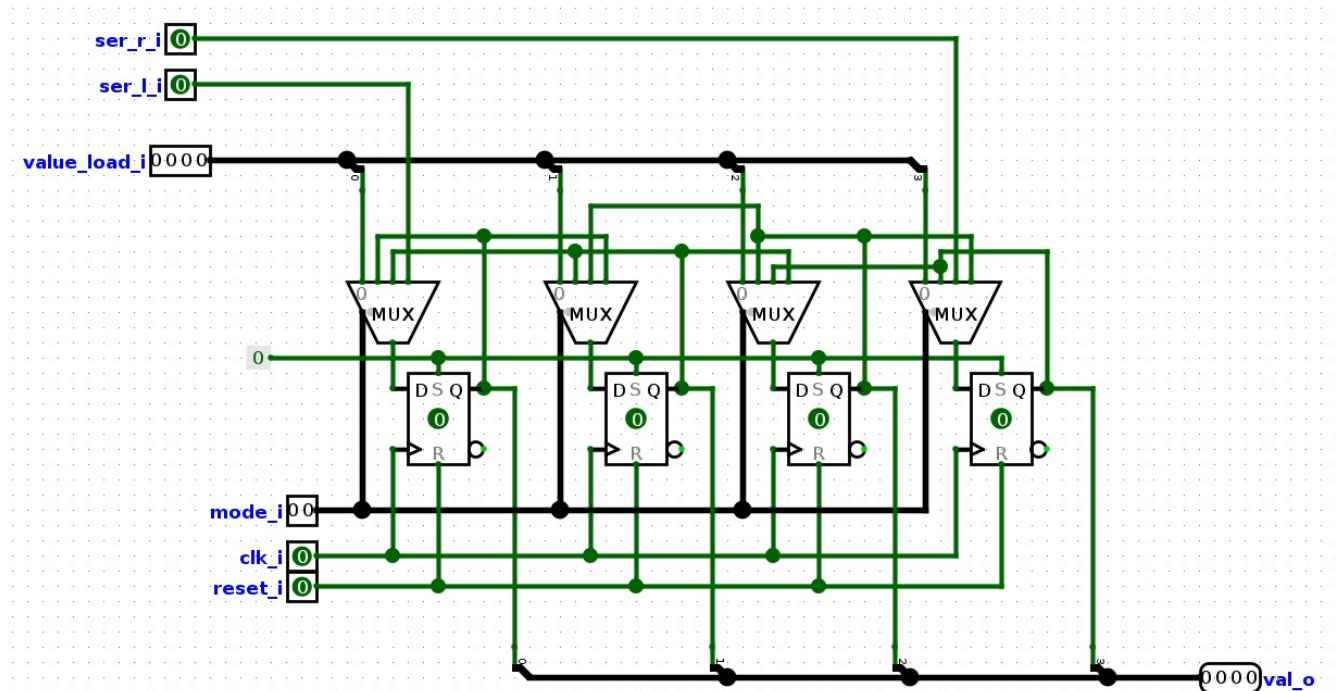 ser_r_i 0
ser_l_i 0
value_load_i 0000
0 1 2 3
0 0 0 0
MUX MUX MUX MUX
0
D S Q D S Q D S Q D S Q
0 0 0 0
R R R R
mode_i 00
clk_i 0
reset_i 0
0 1 2 3
0000 val_o